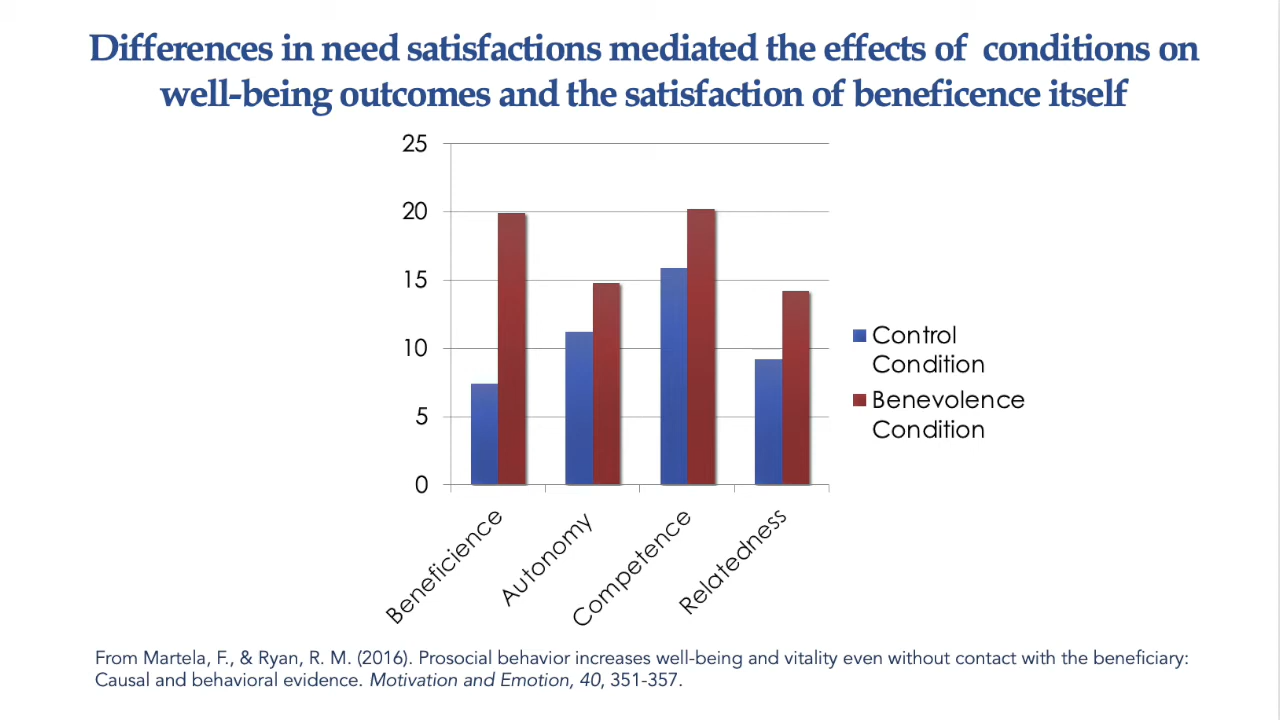 Differences in need satisfactions mediated the effects of conditions on
well-being outcomes and the satisfaction of beneficence itself
25
20
15
10
5
0
Control
Condition
Benevolence
Condition
Beneficience
Autonomy
Competence
Relatedness
From Martela, F., & Ryan, R. M. (2016). Prosocial behavior increases well-being and vitality even without contact with the beneficiary:
Causal and behavioral evidence. Motivation and Emotion, 40, 351-357.